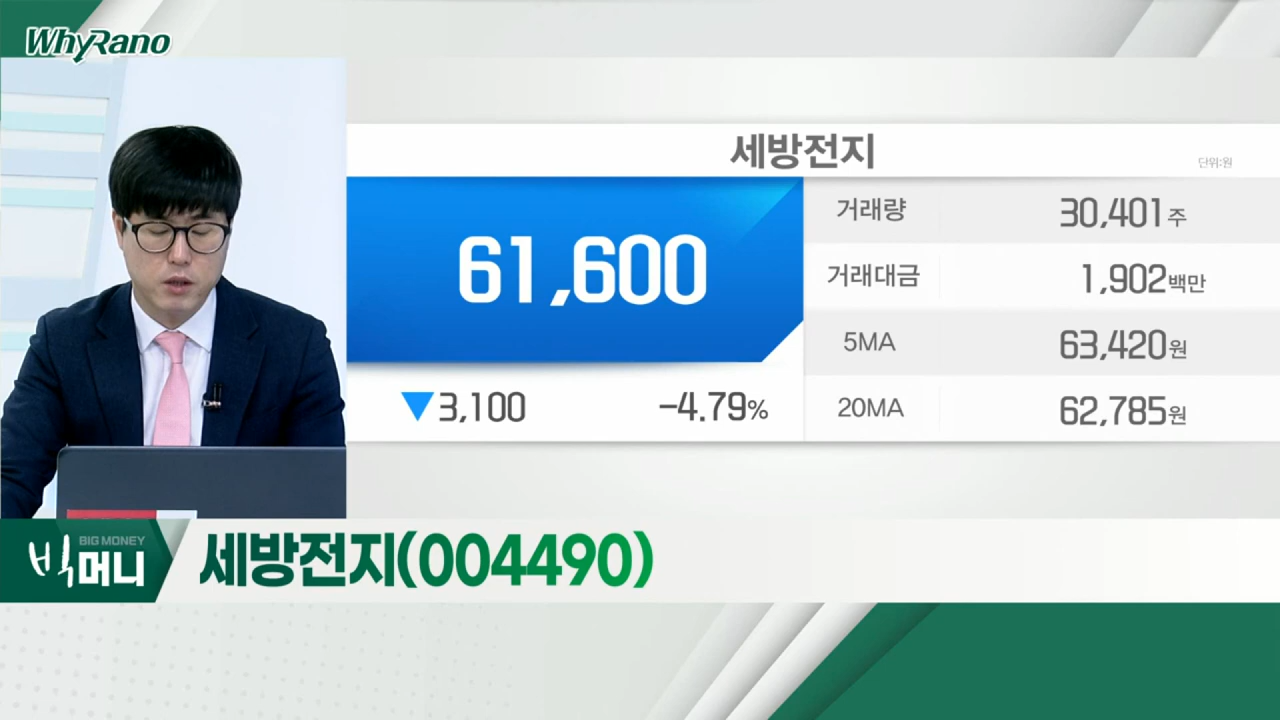 WhyRano
세방전지
단위:원
61,600
▼3,100 -4.79%
거래량 30,401주
거래대금 1,902백만
5MA 63,420원
20MA 62,785원
BIG MONEY
빅머니
세방전지(004490)